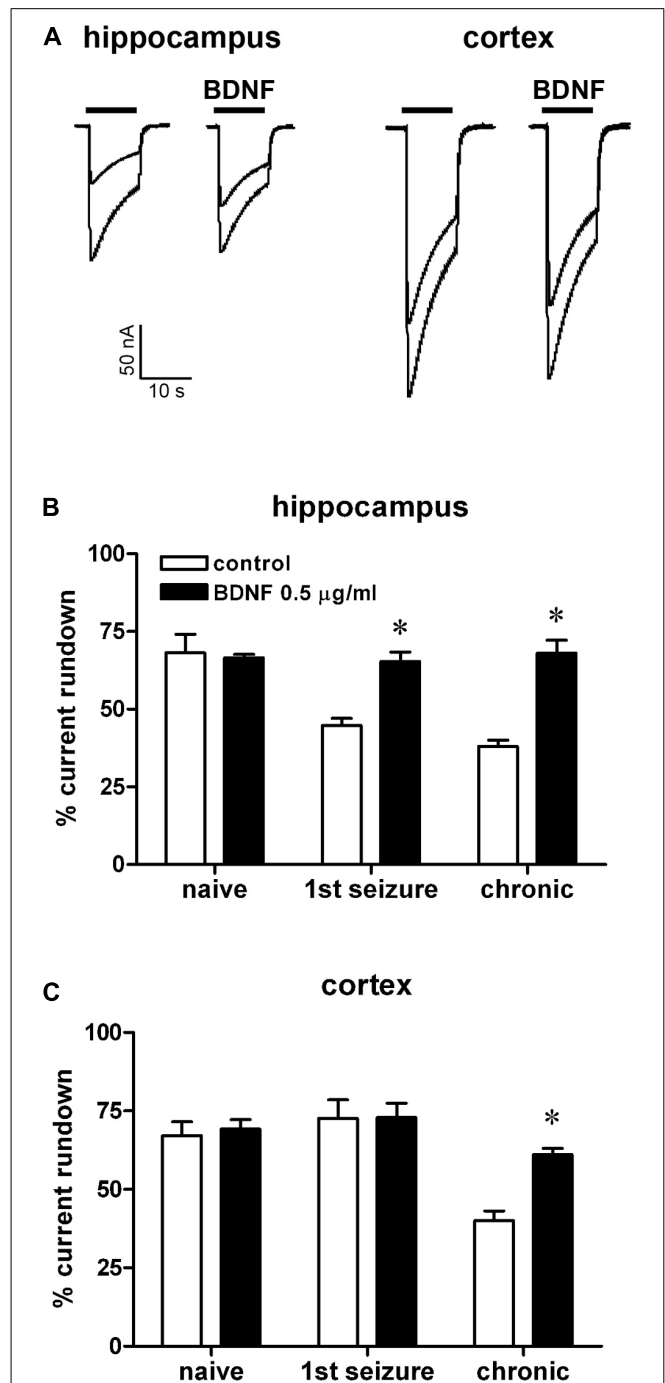 A
hippocampus
cortex
BDNF
BDNF
50 nA
10 s
B
hippocampus
control
BDNF 0.5 μg/ml
% current rundown
100
75
50
25
0
*
*
naive
1st seizure
chronic
C
cortex
% current rundown
100
75
50
25
0
*
naive
1st seizure
chronic